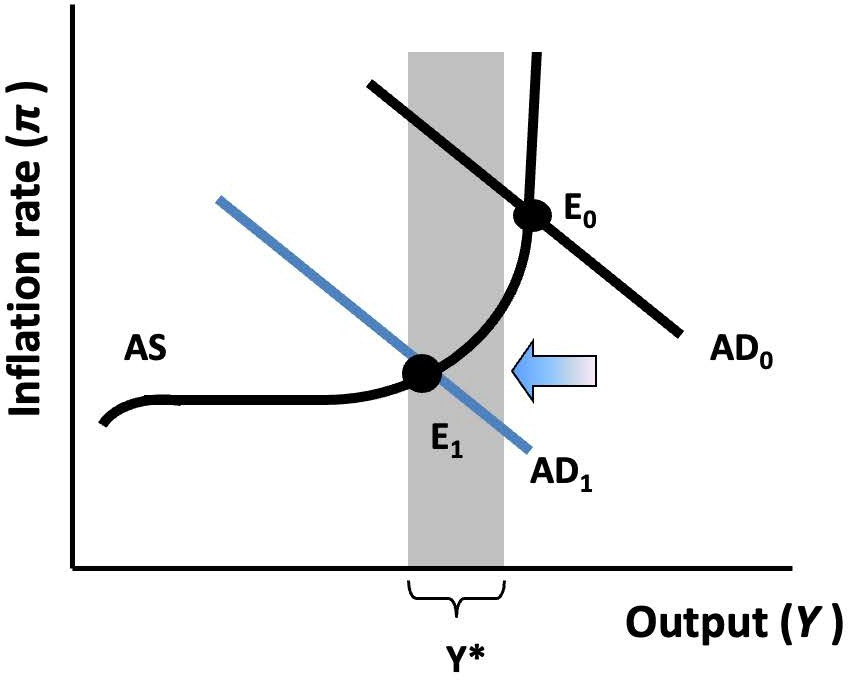 Inflation rate (π)
E₀
AS
AD₀
E₁
AD₁
Output (Y)
Y*